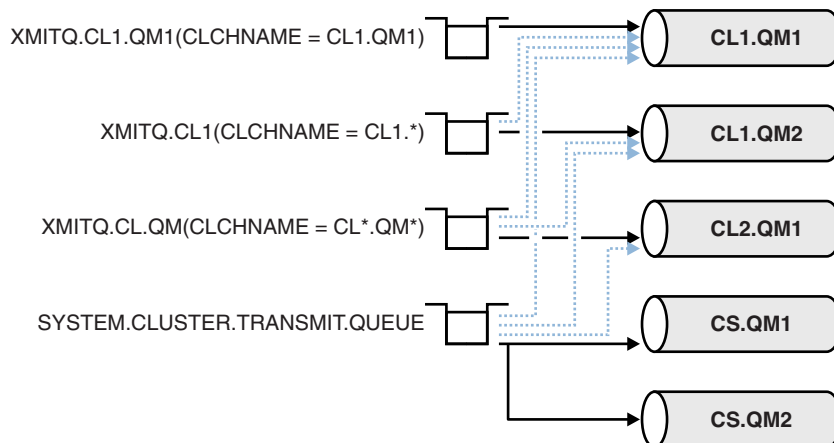 XMITQ.CL1.QM1(CLCHNAME = CL1.QM1)
CL1.QM1
XMITQ.CL1(CLCHNAME = CL1.*)
CL1.QM2
XMITQ.CL.QM(CLCHNAME = CL*.QM*)
CL2.QM1
SYSTEM.CLUSTER.TRANSMIT.QUEUE
CS.QM1
CS.QM2